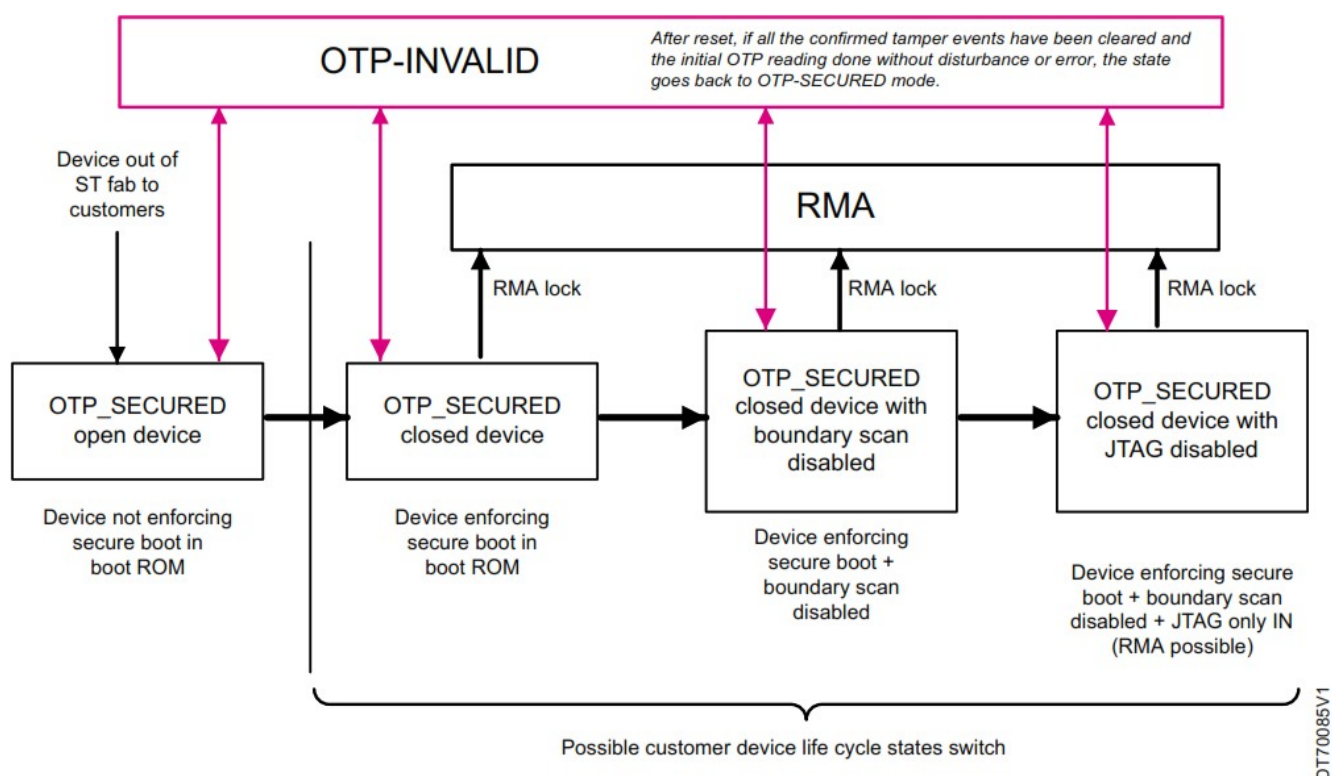 OTP-INVALID
After reset, if all the confirmed tamper events have been cleared and
the initial OTP reading done without disturbance or error, the state
goes back to OTP-SECURED mode.
Device out of
ST fab to
customers
RMA
RMA lock
RMA lock
RMA lock
OTP_SECURED
open device
OTP_SECURED
closed device
OTP_SECURED
closed device with
boundary scan
disabled
OTP_SECURED
closed device with
JTAG disabled
Device not enforcing
secure boot in
boot ROM
Device enforcing
secure boot in
boot ROM
Device enforcing
secure boot +
boundary scan
disabled
Device enforcing secure
boot + boundary scan
disabled + JTAG only IN
(RMA possible)
Possible customer device life cycle states switch
DT70085V1